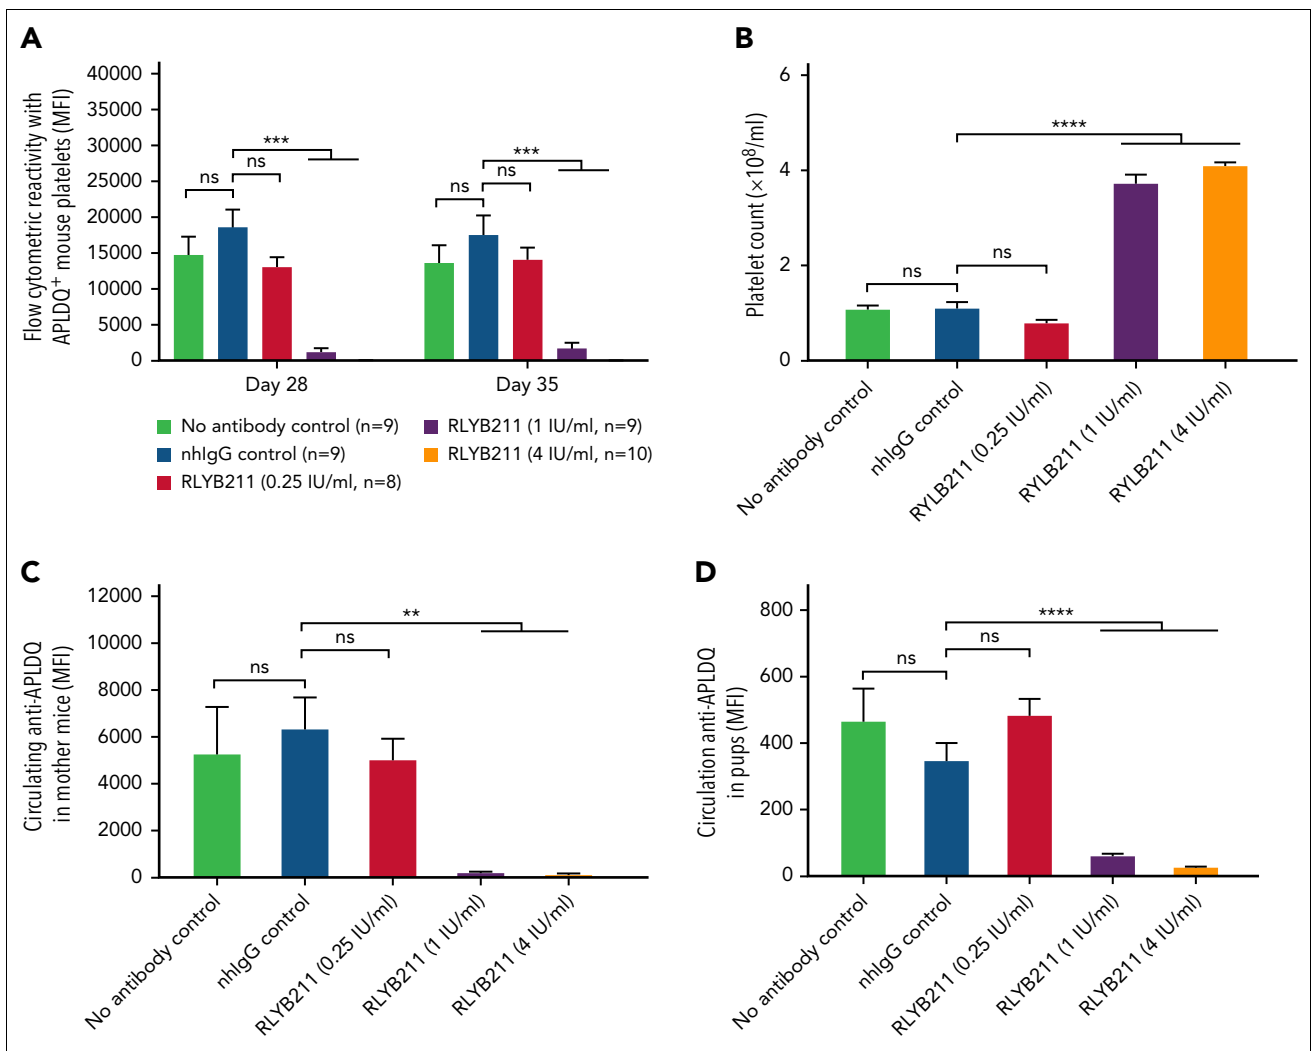 A
Flow cytometric reactivity with
APLDQ⁺ mouse platelets (MFI)
40000
35000
30000
25000
20000
15000
10000
5000
0
***
ns
ns
***
ns
ns
Day 28
Day 35
No antibody control (n=9)
nhIgG control (n=9)
RLYB211 (0.25 IU/ml, n=8)
RLYB211 (1 IU/ml, n=9)
RLYB211 (4 IU/ml, n=10)
B
Platelet count (×10⁸/ml)
6
4
2
0
****
ns
ns
No antibody control
nhIgG control
RYLB211 (0.25 IU/ml)
RYLB211 (1 IU/ml)
RYLB211 (4 IU/ml)
C
Circulating anti-APLDQ
in mother mice (MFI)
12000
10000
8000
6000
4000
2000
0
**
ns
ns
No antibody control
nhIgG control
RLYB211 (0.25 IU/ml)
RLYB211 (1 IU/ml)
RLYB211 (4 IU/ml)
D
Circulation anti-APLDQ
in pups (MFI)
800
600
400
200
0
****
ns
ns
No antibody control
nhIgG control
RLYB211 (0.25 IU/ml)
RLYB211 (1 IU/ml)
RLYB211 (4 IU/ml)